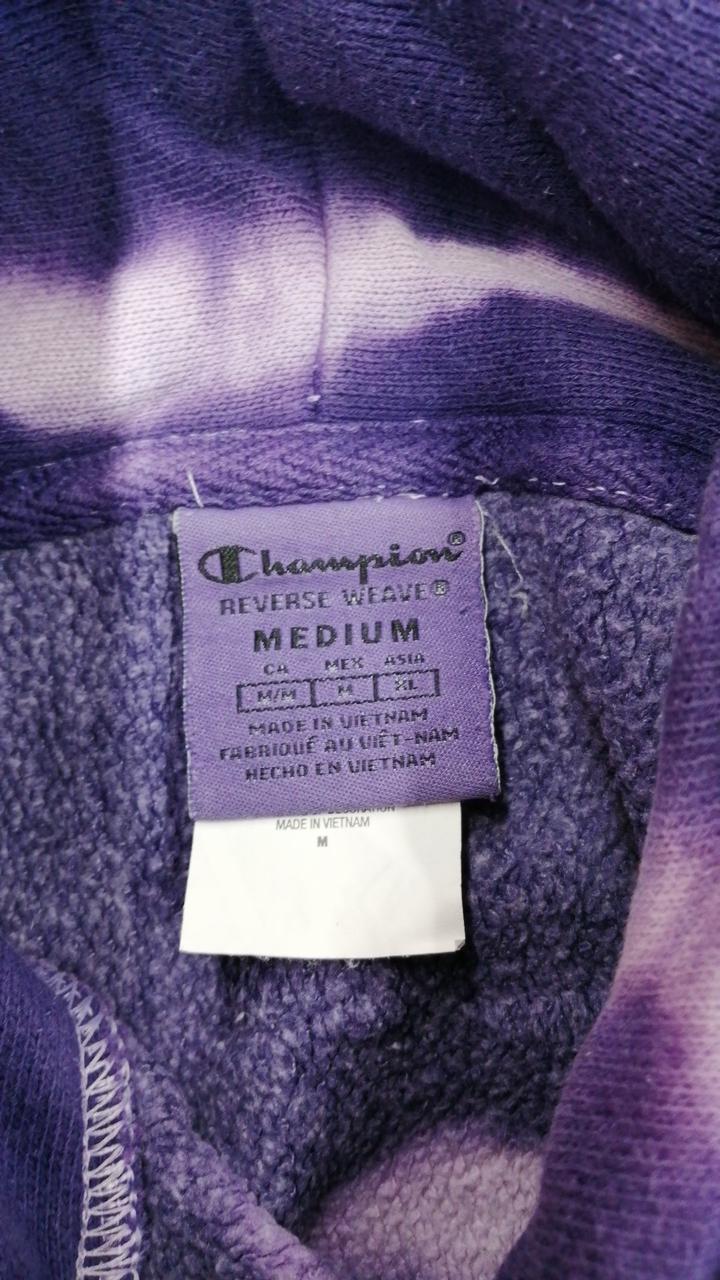 Champion®
REVERSE WEAVE®
MEDIUM
CA MEX ASIA
M/M M XL
MADE IN VIETNAM
FABRIQUÉ AU VIÊT-NAM
HECHO EN VIETNAM
MADE IN VIETNAM
M